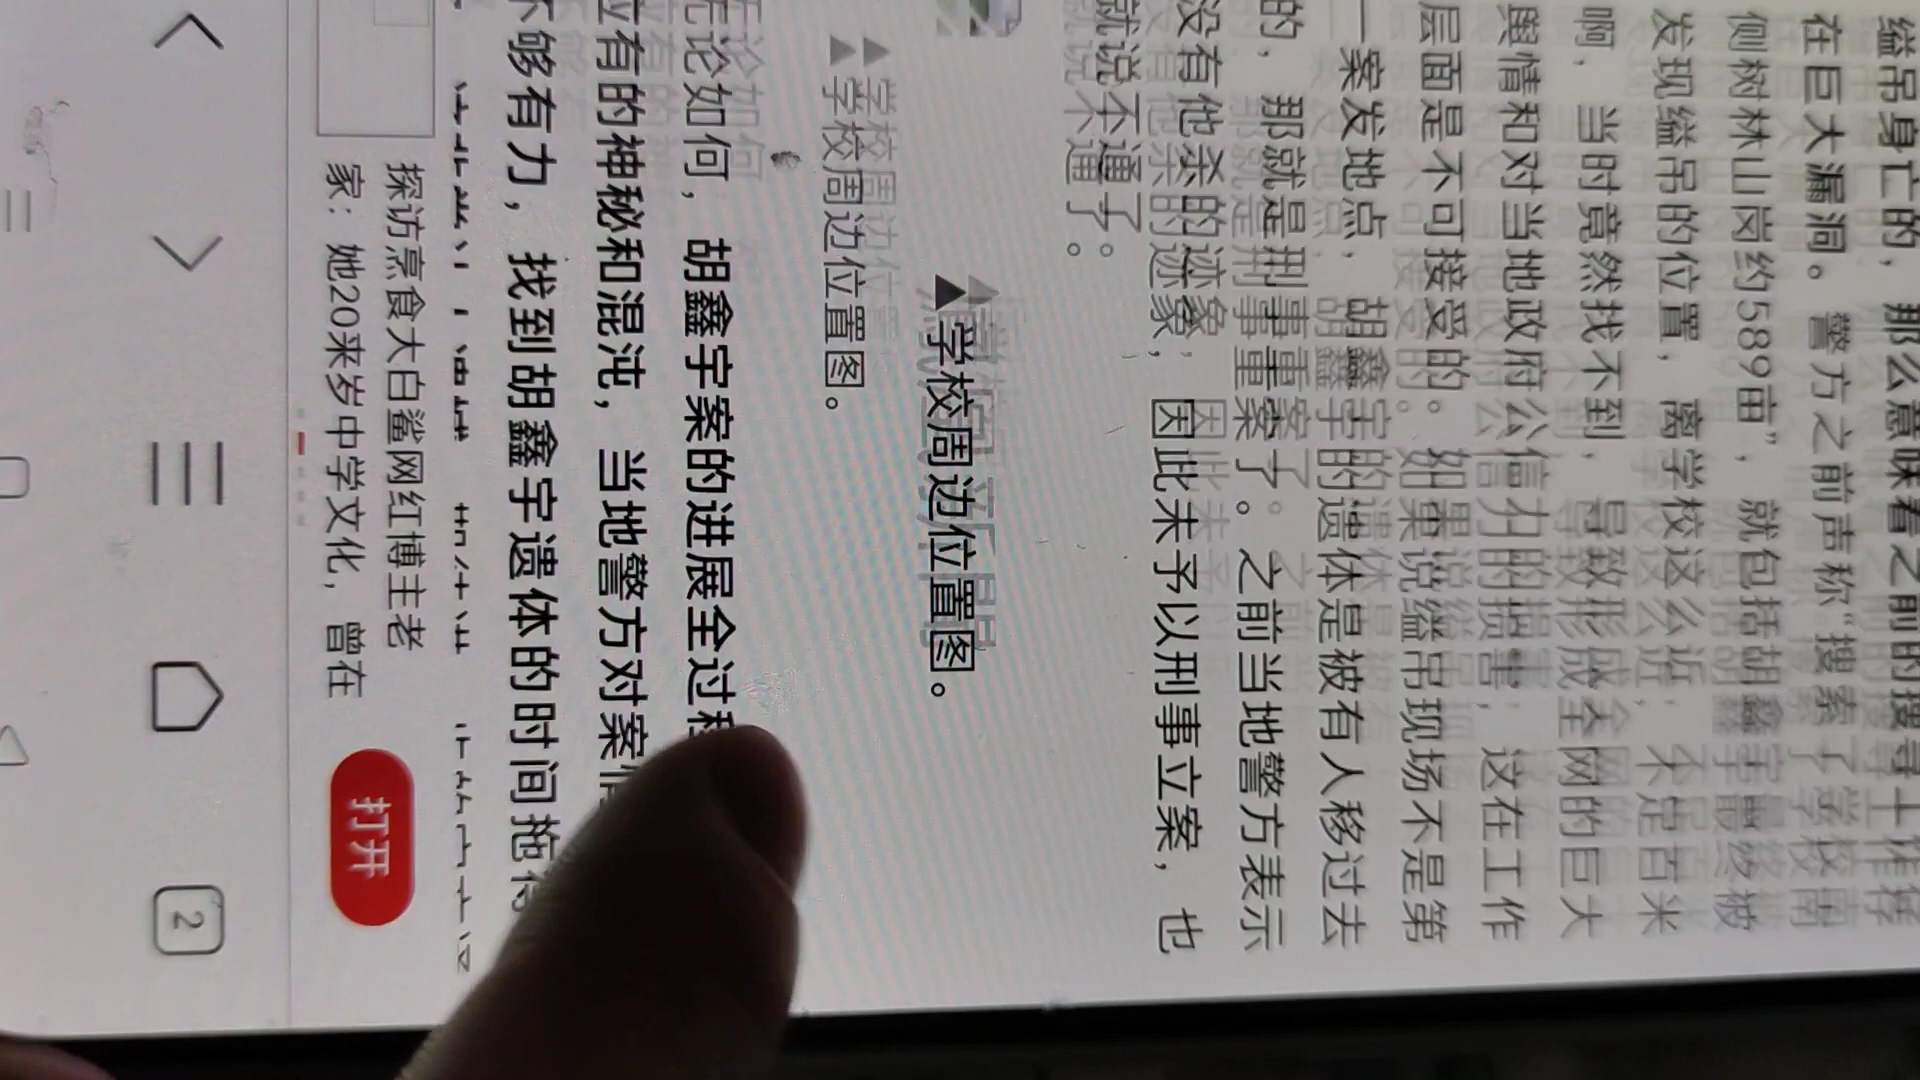 缢吊身亡的，那么意味着之前的搜寻工作存
在巨大漏洞。警方之前声称“搜索了学校南
侧树林山岗约589亩”，就包括胡鑫宇最终被
发现缢吊的位置，离学校这么近，不足百米
啊，当时竟然找不到，导致形成全网的巨大
舆情和对当地政府公信力的损害，这在工作
层面是不可接受的。如果说缢吊现场不是第
一案发地点，胡鑫宇的遗体是被有人移过去
的，那就是刑事重案了。之前当地警方表示
没有他杀的迹象，因此未予以刑事立案，也
就说不通了。
▲学校周边位置图。
▲学校周边位置图。
无论如何，胡鑫宇案的进展全过
应有的神秘和混沌，当地警方对案
不够有力，找到胡鑫宇遗体的时间拖
探访烹食大白鲨网红博主老
家：她20来岁中学文化，曾在
打开
2